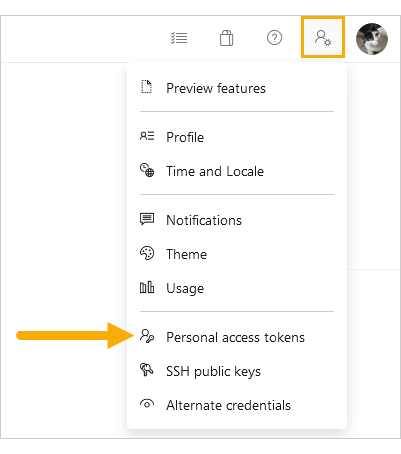 Preview features
Profile
Time and Locale
Notifications
Theme
Usage
Personal access tokens
SSH public keys
Alternate credentials